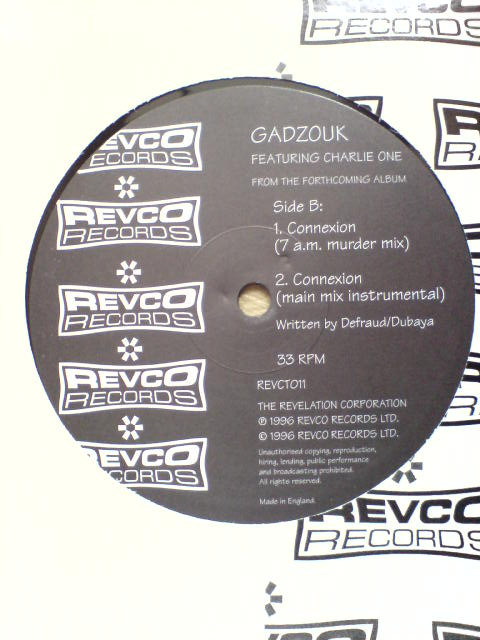 RECORDS
REVCO
RECORDS
REVCO
RECORDS
REVCO
RECORDS
REVCO
RECORDS
REVCO
RECORDS
GADZOUK
FEATURING CHARLIE ONE
FROM THE FORTHCOMING ALBUM
Side B:
1. Connexion
(7 a.m. murder mix)
2. Connexion
(main mix instrumental)
Written by Defraud/Dubaya
33 RPM
REVCT011
THE REVELATION CORPORATION
℗ 1996 REVCO RECORDS LTD.
© 1996 REVCO RECORDS LTD.
Unauthorised copying, reproduction,
hiring, lending, public performance
and broadcasting prohibited.
All rights reserved.
Made in England.
REVCO
RECORDS